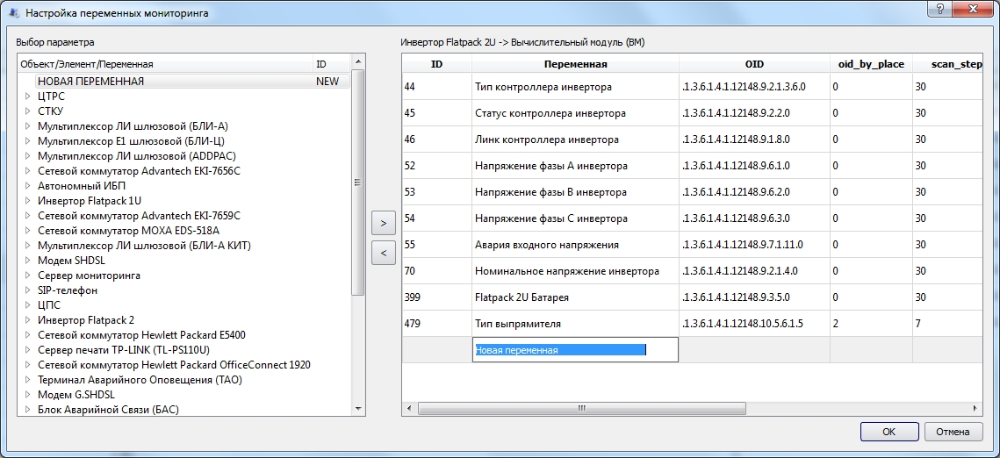 Настройка переменных мониторинга
Выбор параметра
Объект/Элемент/Переменная ID
НОВАЯ ПЕРЕМЕННАЯ NEW
ЦТРС
СТКУ
Мультиплексор ЛИ шлюзовой (БЛИ-А)
Мультиплексор Е1 шлюзовой (БЛИ-Ц)
Мультиплексор ЛИ шлюзовой (ADDPAC)
Сетевой коммутатор Advantech EKI-7656C
Автономный ИБП
Инвертор Flatpack 1U
Сетевой коммутатор Advantech EKI-7659C
Сетевой коммутатор MOXA EDS-518A
Мультиплексор ЛИ шлюзовой (БЛИ-А КИТ)
Модем SHDSL
Сервер мониторинга
SIP-телефон
ЦПС
Инвертор Flatpack 2
Сетевой коммутатор Hewlett Packard E5400
Сервер печати TP-LINK (TL-PS110U)
Сетевой коммутатор Hewlett Packard OfficeConnect 1920
Терминал Аварийного Оповещения (ТАО)
Модем G.SHDSL
Блок Аварийной Связи (БАС)
>
<
Инвертор Flatpack 2U -> Вычислительный модуль (ВМ)
ID Переменная OID oid_by_place scan_step
44 Тип контроллера инвертора .1.3.6.1.4.1.12148.9.2.1.3.6.0 0 30
45 Статус контроллера инвертора .1.3.6.1.4.1.12148.9.2.2.0 0 30
46 Линк контроллера инвертора .1.3.6.1.4.1.12148.9.1.8.0 0 30
52 Напряжение фазы А инвертора .1.3.6.1.4.1.12148.9.6.1.0 0 30
53 Напряжение фазы В инвертора .1.3.6.1.4.1.12148.9.6.2.0 0 30
54 Напряжение фазы С инвертора .1.3.6.1.4.1.12148.9.6.3.0 0 30
55 Авария входного напряжения .1.3.6.1.4.1.12148.9.7.1.11.0 0 30
70 Номинальное напряжение инвертора .1.3.6.1.4.1.12148.9.2.1.4.0 0 30
399 Flatpack 2U Батарея .1.3.6.1.4.1.12148.9.3.5.0 0 30
479 Тип выпрямителя .1.3.6.1.4.1.12148.10.5.6.1.5 2 7
Новая переменная
OK Отмена